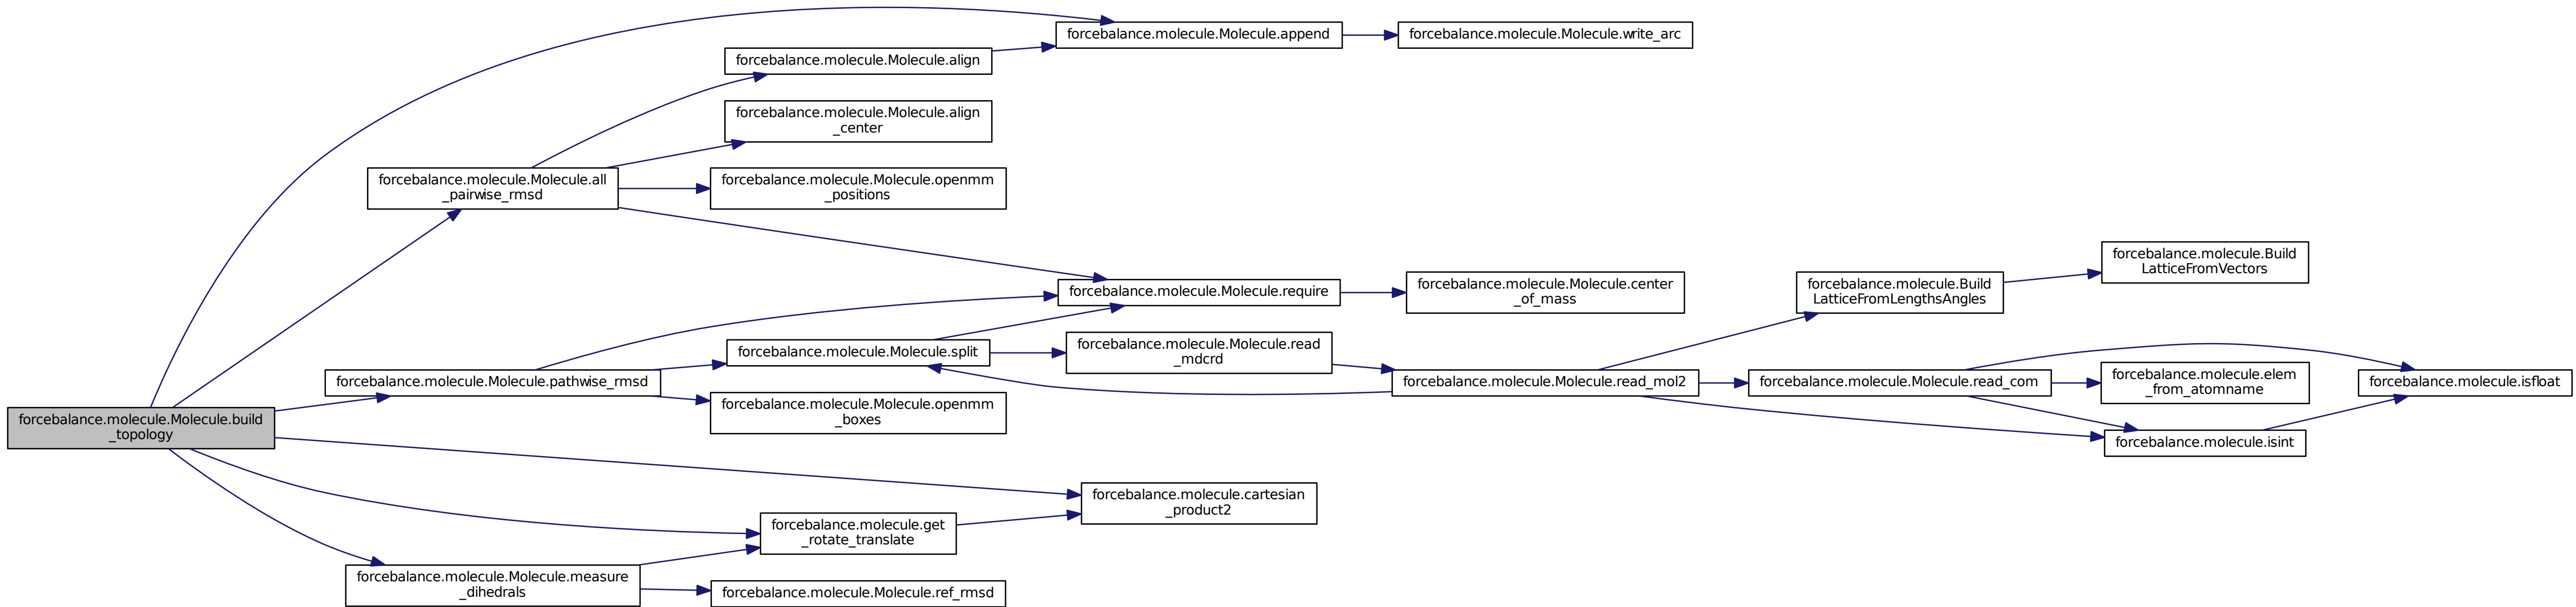 forcebalance.molecule.Molecule.build
_topology
forcebalance.molecule.Molecule.append
forcebalance.molecule.Molecule.write_arc
forcebalance.molecule.Molecule.all
_pairwise_rmsd
forcebalance.molecule.Molecule.align
forcebalance.molecule.Molecule.align
_center
forcebalance.molecule.Molecule.openmm
_positions
forcebalance.molecule.Molecule.require
forcebalance.molecule.Molecule.center
_of_mass
forcebalance.molecule.Molecule.pathwise_rmsd
forcebalance.molecule.Molecule.split
forcebalance.molecule.Molecule.openmm
_boxes
forcebalance.molecule.Molecule.read
_mdcrd
forcebalance.molecule.Molecule.read_mol2
forcebalance.molecule.Build
LatticeFromLengthsAngles
forcebalance.molecule.Build
LatticeFromVectors
forcebalance.molecule.Molecule.read_com
forcebalance.molecule.elem
_from_atomname
forcebalance.molecule.isint
forcebalance.molecule.isfloat
forcebalance.molecule.cartesian
_product2
forcebalance.molecule.get
_rotate_translate
forcebalance.molecule.Molecule.measure
_dihedrals
forcebalance.molecule.Molecule.ref_rmsd